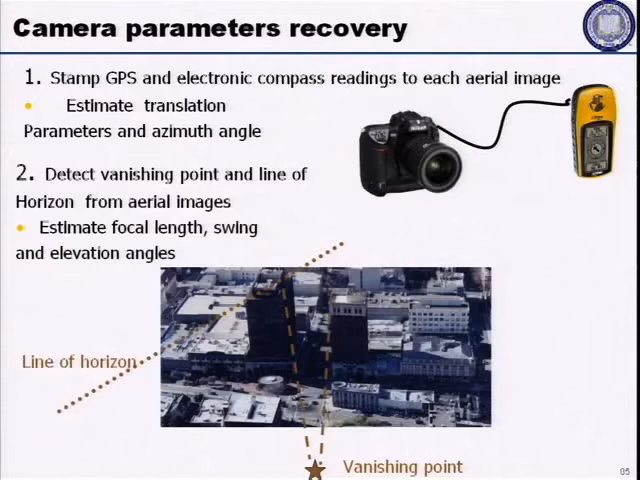 Camera parameters recovery
1. Stamp GPS and electronic compass readings to each aerial image
• Estimate translation
Parameters and azimuth angle
2. Detect vanishing point and line of
Horizon from aerial images
• Estimate focal length, swing
and elevation angles
Line of horizon
Vanishing point
05